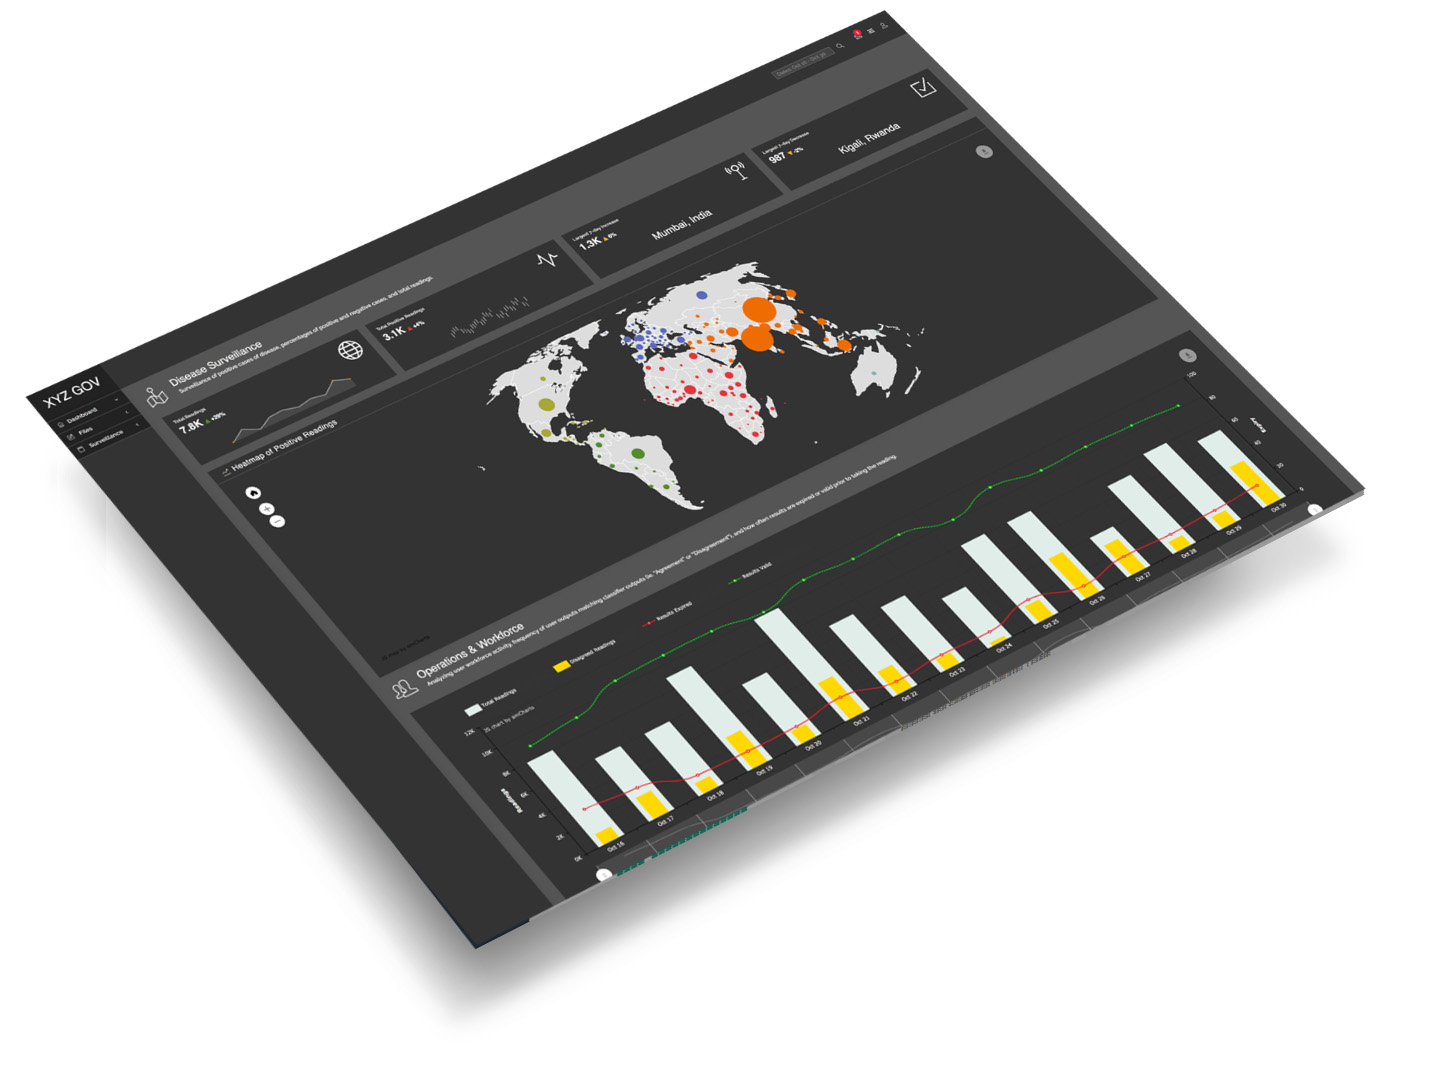 XYZ GOV
Dashboard
Files
Surveillance
Disease Surveillance
Surveillance of positive cases of disease, percentages of positive and negative cases, and total readings.
Total Readings
7.8K
Total Positive Readings
3.1K
Largest 7-day Increase
1.3K
Mumbai, India
Largest 7-day Decrease
987
Kigali, Rwanda
Heatmap of Positive Readings
JS map by amCharts
Operations & Workforce
Analyzing user workforce activity, frequency of user outputs matching classifier outputs (ie. "Agreement" or "Disagreement"), and how often results are expired or valid prior to taking the reading.
Total Readings
Disagreed Readings
Results Expired
Results Valid
JS chart by amCharts
Readings
12K
10K
8K
6K
4K
2K
0K
Expiry
100
80
60
40
20
0
Oct 16
Oct 17
Oct 18
Oct 19
Oct 20
Oct 21
Oct 22
Oct 23
Oct 24
Oct 25
Oct 26
Oct 27
Oct 28
Oct 29
Oct 30